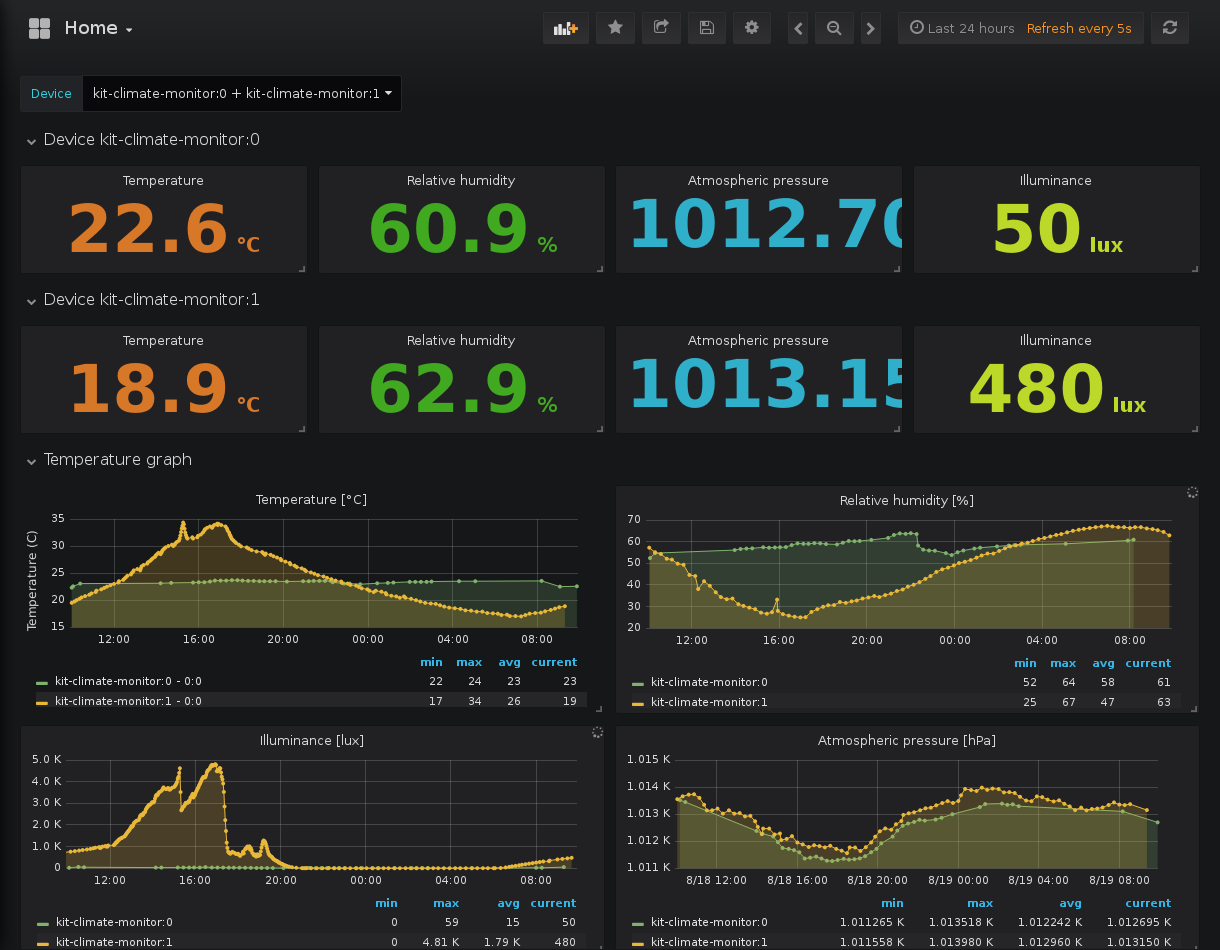 Home
Last 24 hours Refresh every 5s
Device kit-climate-monitor:0 + kit-climate-monitor:1
Device kit-climate-monitor:0
Temperature Relative humidity Atmospheric pressure Illuminance
22.6 °C 60.9 % 1012.70 50 lux
Device kit-climate-monitor:1
Temperature Relative humidity Atmospheric pressure Illuminance
18.9 °C 62.9 % 1013.15 480 lux
Temperature graph
Temperature [°C]
Temperature (C)
35
30
25
20
15
12:00 16:00 20:00 00:00 04:00 08:00
min max avg current
kit-climate-monitor:0 - 0:0 22 24 23 23
kit-climate-monitor:1 - 0:0 17 34 26 19
Relative humidity [%]
70
60
50
40
30
20
12:00 16:00 20:00 00:00 04:00 08:00
min max avg current
kit-climate-monitor:0 52 64 58 61
kit-climate-monitor:1 25 67 47 63
Illuminance [lux]
5.0 K
4.0 K
3.0 K
2.0 K
1.0 K
0
12:00 16:00 20:00 00:00 04:00 08:00
min max avg current
kit-climate-monitor:0 0 59 15 50
kit-climate-monitor:1 0 4.81 K 1.79 K 480
Atmospheric pressure [hPa]
1.015 K
1.014 K
1.013 K
1.012 K
1.011 K
8/18 12:00 8/18 16:00 8/18 20:00 8/19 00:00 8/19 04:00 8/19 08:00
min max avg current
kit-climate-monitor:0 1.011265 K 1.013518 K 1.012242 K 1.012695 K
kit-climate-monitor:1 1.011558 K 1.013980 K 1.012960 K 1.013150 K